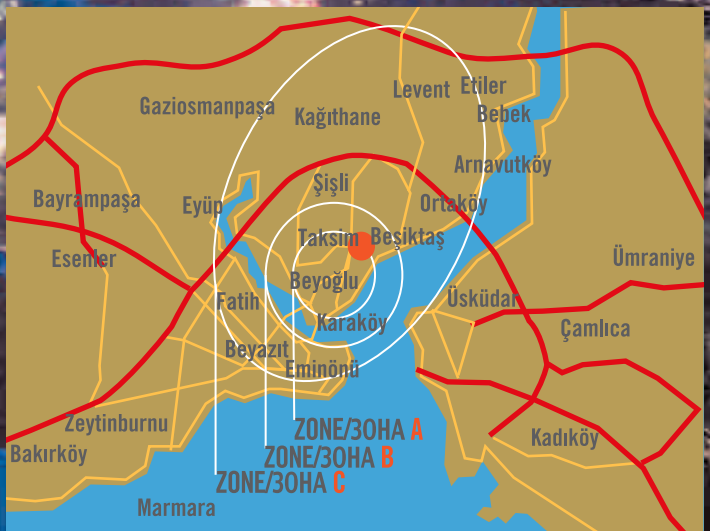 Levent
Etiler
Gaziosmanpaşa
Kağıthane
Bebek
Arnavutköy
Şişli
Bayrampaşa
Eyüp
Ortaköy
Taksim
Beşiktaş
Esemler
Ümraniye
Beyoğlu
Fatih
Üsküdar
Karaköy
Çamlıca
Beyazıt
Eminönü
Zeytinburnu
ZONE/ЗОНА A
Kadıköy
Bakırköy
ZONE/ЗОНА B
ZONE/ЗОНА C
Marmara